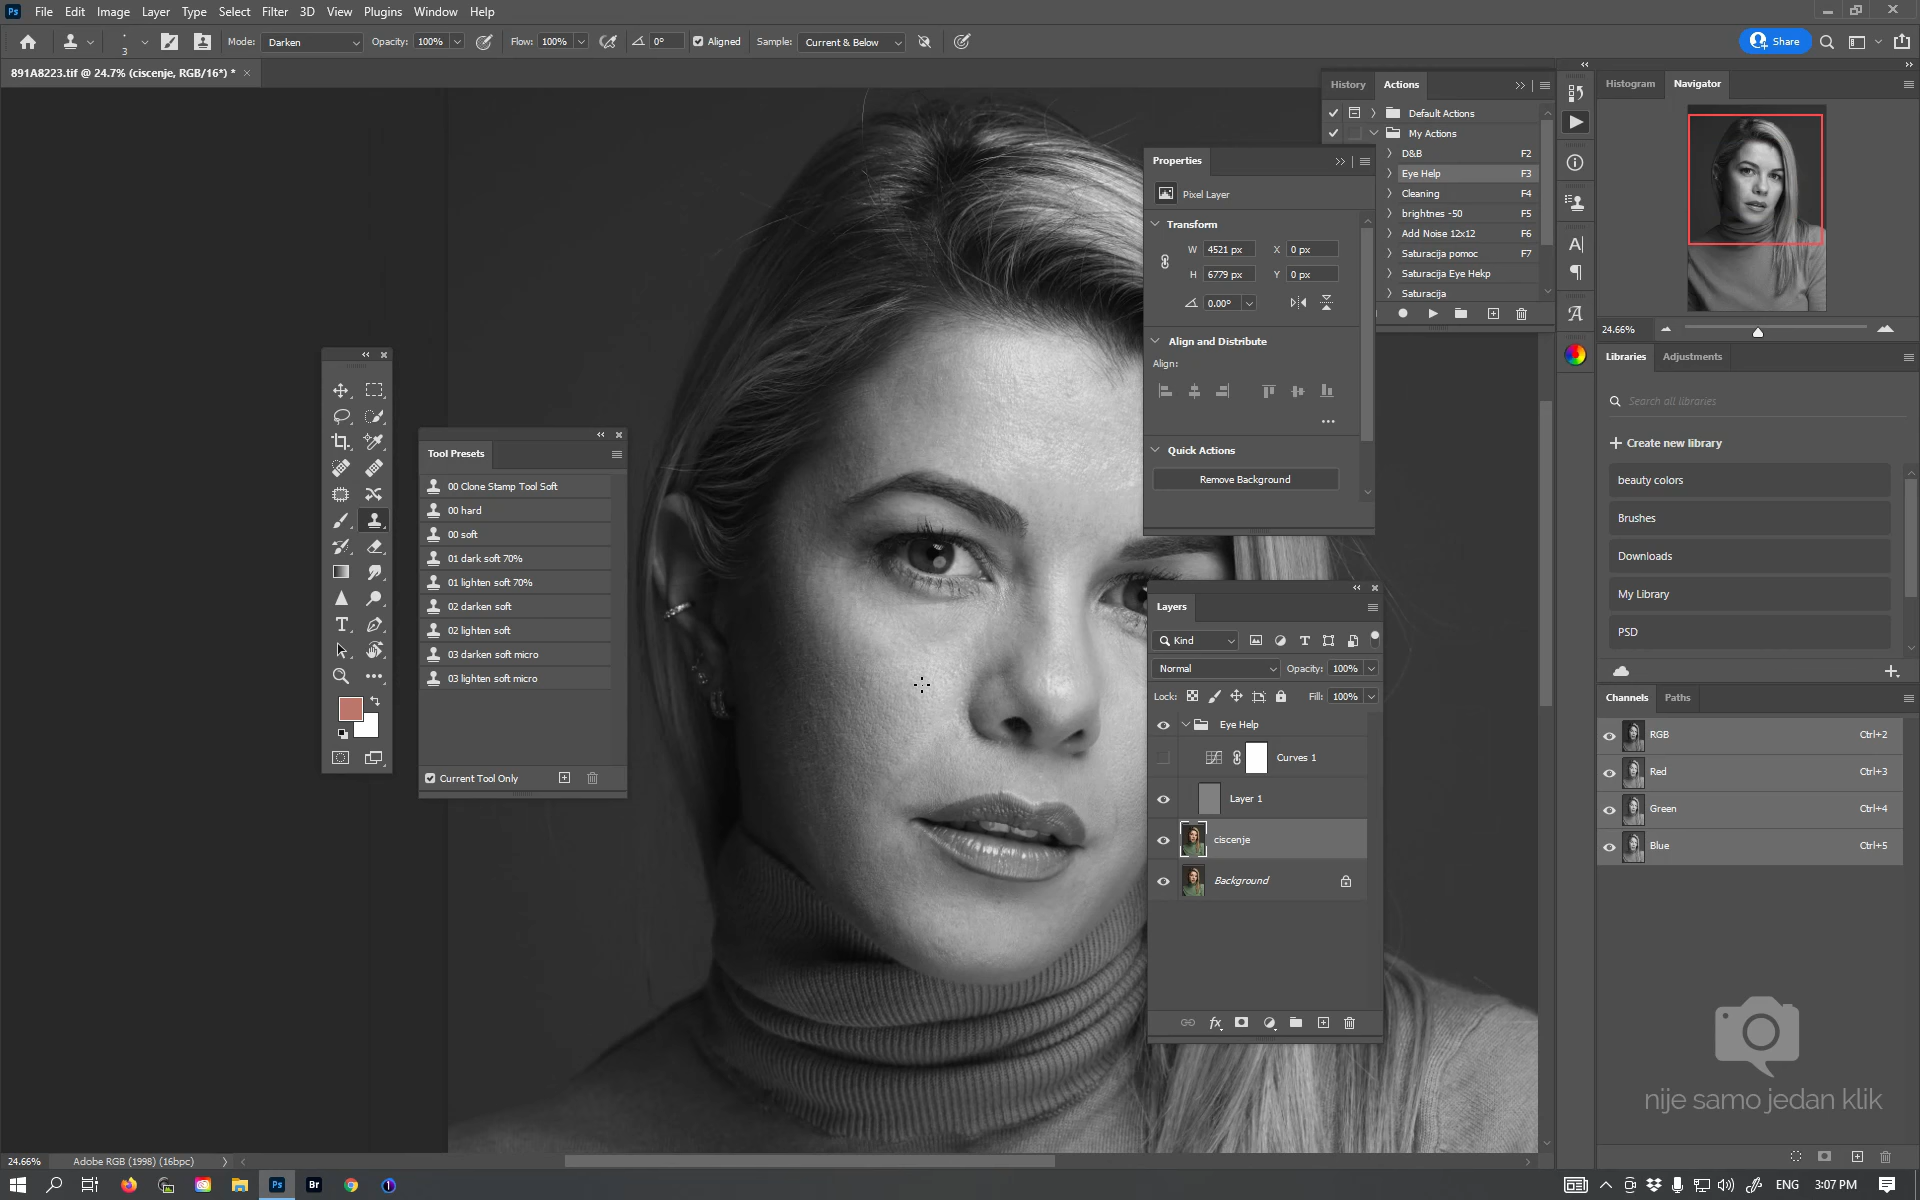 Ps File Edit Image Layer Type Select Filter 3D View Plugins Window Help
3 Mode: Darken Opacity: 100% Flow: 100% 0° Aligned Sample: Current & Below Share
891A8223.tif @ 24.7% (ciscenje, RGB/16*) * ×
History Actions
Default Actions
My Actions
D&B F2
Eye Help F3
Cleaning F4
brightnes -50 F5
Add Noise 12x12 F6
Saturacija pomoc F7
Saturacija Eye Hekp
Saturacija
Properties
Pixel Layer
Transform
W 4521 px X 0 px
H 6779 px Y 0 px
0.00°
Align and Distribute
Align:
Quick Actions
Remove Background
Histogram Navigator
24.66%
Libraries Adjustments
Search all libraries
+ Create new library
beauty colors
Brushes
Downloads
My Library
PSD
Tool Presets
00 Clone Stamp Tool Soft
00 hard
00 soft
01 dark soft 70%
01 lighten soft 70%
02 darken soft
02 lighten soft
03 darken soft micro
03 lighten soft micro
Current Tool Only
Layers
Kind
Normal Opacity: 100%
Lock: Fill: 100%
Eye Help
Curves 1
Layer 1
ciscenje
Background
fx
Channels Paths
RGB Ctrl+2
Red Ctrl+3
Green Ctrl+4
Blue Ctrl+5
nije samo jedan klik
24.66% Adobe RGB (1998) (16bpc)
Ps Br ENG 3:07 PM